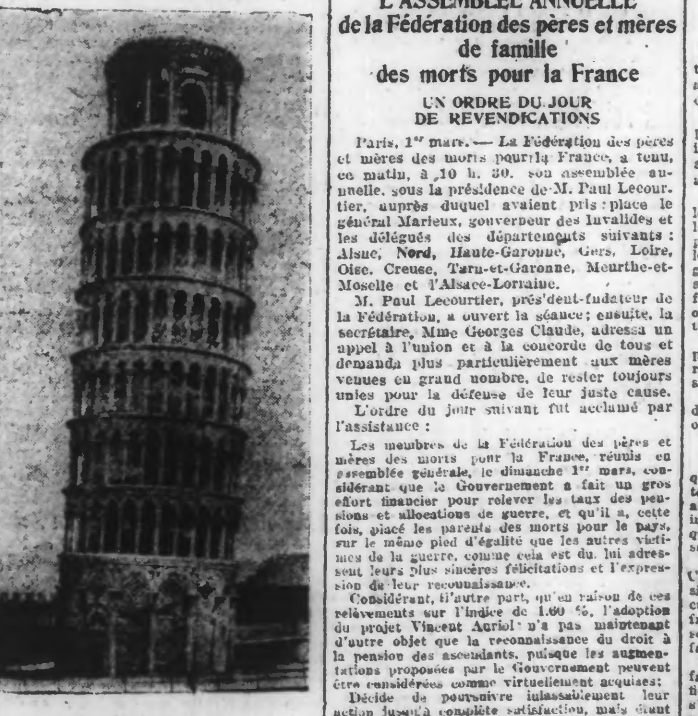 L'ASSEMBLEE ANNUELLE
de la Fédération des pères et mères
de famille
des morts pour la France
UN ORDRE DU JOUR
DE REVENDICATIONS
Paris, 1er mars. — La Fédération des pères
et mères des morts pour la France, a tenu,
ce matin, à 10 h. 30. son assemblée an-
nuelle, sous la présidence de M. Paul Lecour-
tier, auprès duquel avaient pris place le
général Marieux, gouverneur des Invalides et
les délégués des départements suivants :
Aisne, Nord, Haute-Garonne, Gers, Loire,
Oise, Creuse, Tarn-et-Garonne, Meurthe-et-
Moselle et l'Alsace-Lorraine.
M. Paul Lecourtier, prés'dent-fudateur de
la Fédération, a ouvert la séance; ensuite, la
secrétaire, Mme Georges Claude, adressa un
appel à l'union et à la concorde de tous et
demanda plus particulièrement aux mères
venues en grand nombre, de rester toujours
unies pour la défense de leur juste cause.
L'ordre du jour suivant fut acclamé par
l'assistance :
Les membres de la Fédération des pères et
mères des morts pour la France, réunis en
assemblée générale, le dimanche 1er mars, con-
sidérant que le Gouvernement a fait un gros
effort financier pour relever les taux des pen-
sions et allocations de guerre, et qu'il a, cette
fois, placé les parents des morts pour le pays,
sur le même pied d'égalité que les autres victi-
mes de la guerre, comme cela est du, lui adres-
sent leurs plus sincères félicitations et l'expres-
sion de leur reconnaissance.
Considérant, d'autre part, qu'en raison de ces
relèvements sur l'indice de 1.60 %, l'adoption
du projet Vincent Auriol n'a pas maintenant
d'autre objet que la reconnaissance du droit à
la pension des ascendants, puisque les augmen-
tations proposées par le Gouvernement peuvent
être considérées comme virtuellement acquises;
Décide de poursuivre inlassablement leur
action jusqu'à complète satisfaction, mais étant